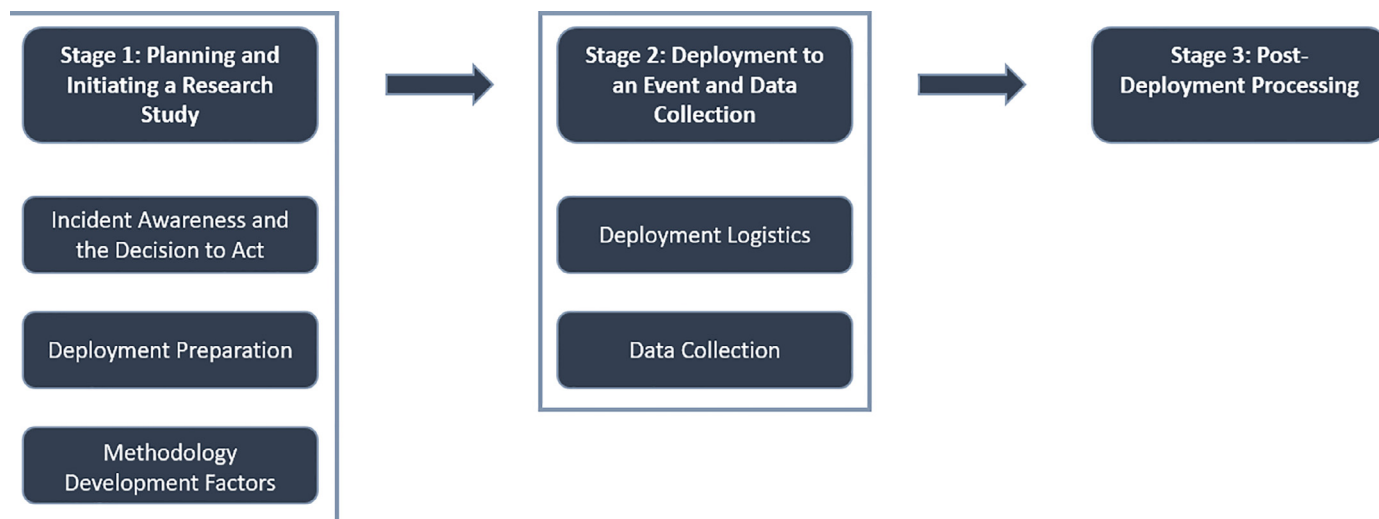 Stage 1: Planning and
Initiating a Research
Study
Incident Awareness and
the Decision to Act
Deployment Preparation
Methodology
Development Factors
Stage 2: Deployment to
an Event and Data
Collection
Deployment Logistics
Data Collection
Stage 3: Post-
Deployment Processing